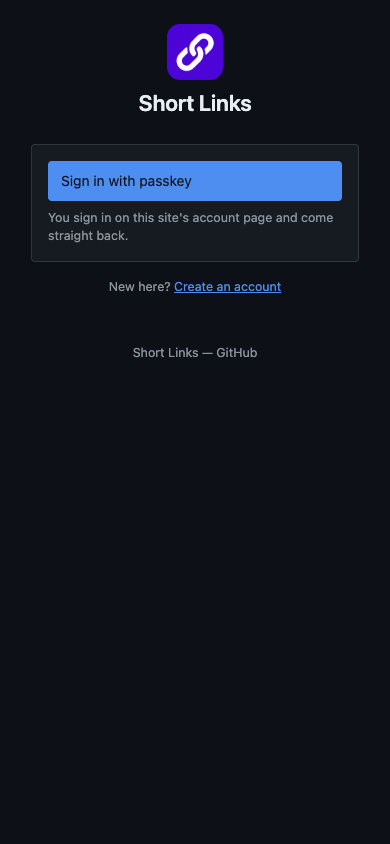 Short Links
Sign in with passkey
You sign in on this site's account page and come
straight back.
New here? Create an account
Short Links — GitHub